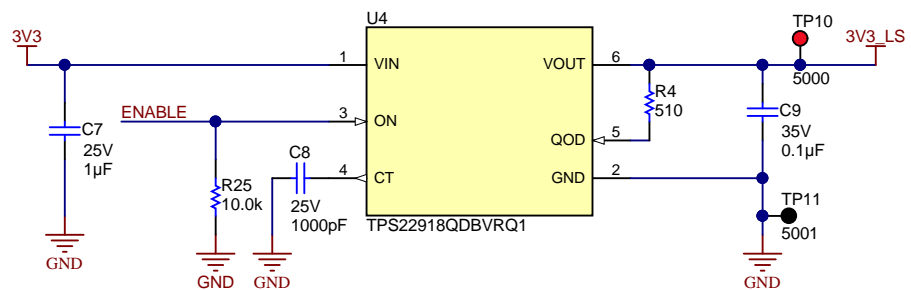 U4
TP10
3V3
3V3_LS
1
VIN
VOUT
6
5000
R4
510
C9
35V
0.1µF
ENABLE
3
ON
C7
25V
1µF
QOD
5
C8
4
CT
GND
2
R25
10.0k
25V
1000pF
TP11
5001
TPS22918QDBVRQ1
GND
GND
GND
GND